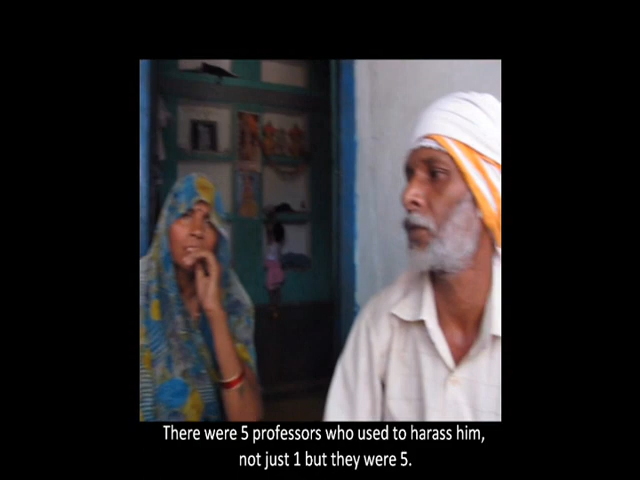 There were 5 professors who used to harass him,
not just 1 but they were 5.